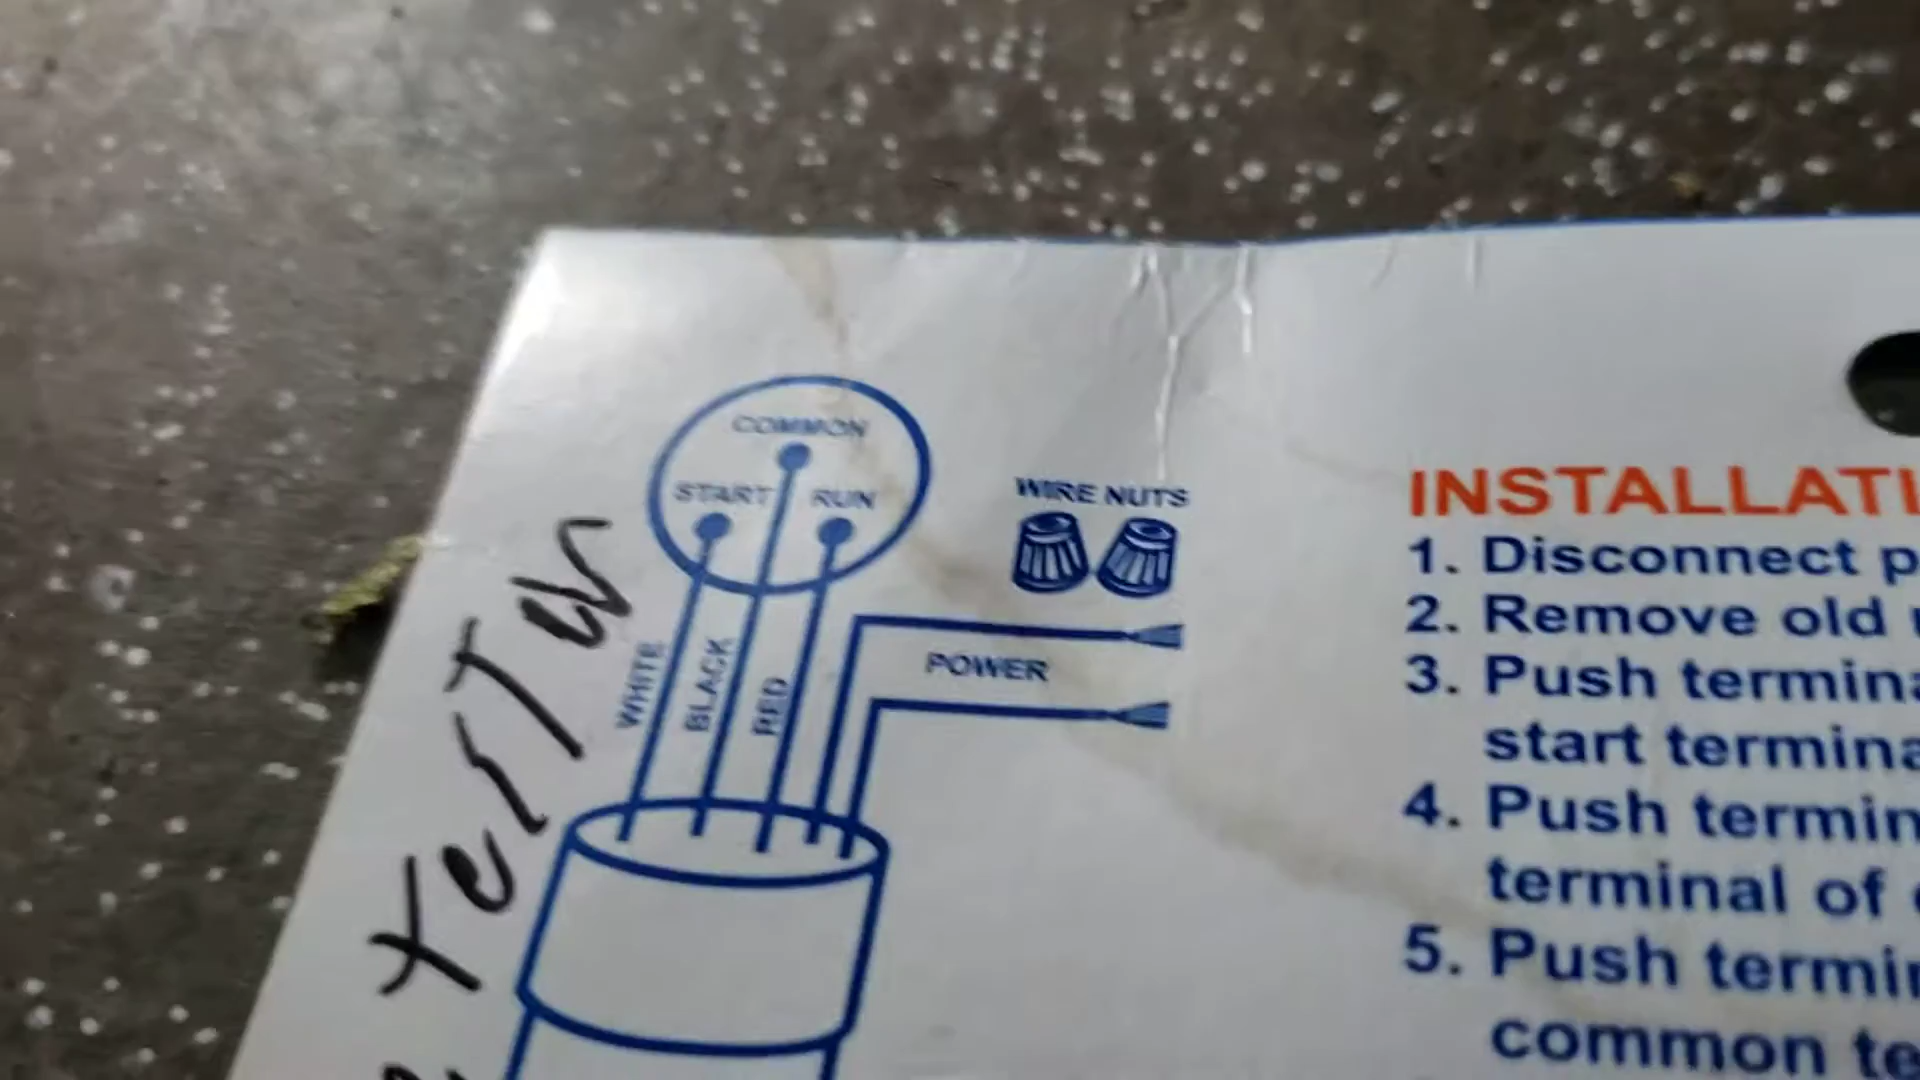 COMMON
START RUN
WIRE NUTS
WHITE
BLACK
RED
POWER
INSTALLATI
1. Disconnect p
2. Remove old
3. Push termina
start termina
4. Push termin
terminal of
5. Push termin
common te